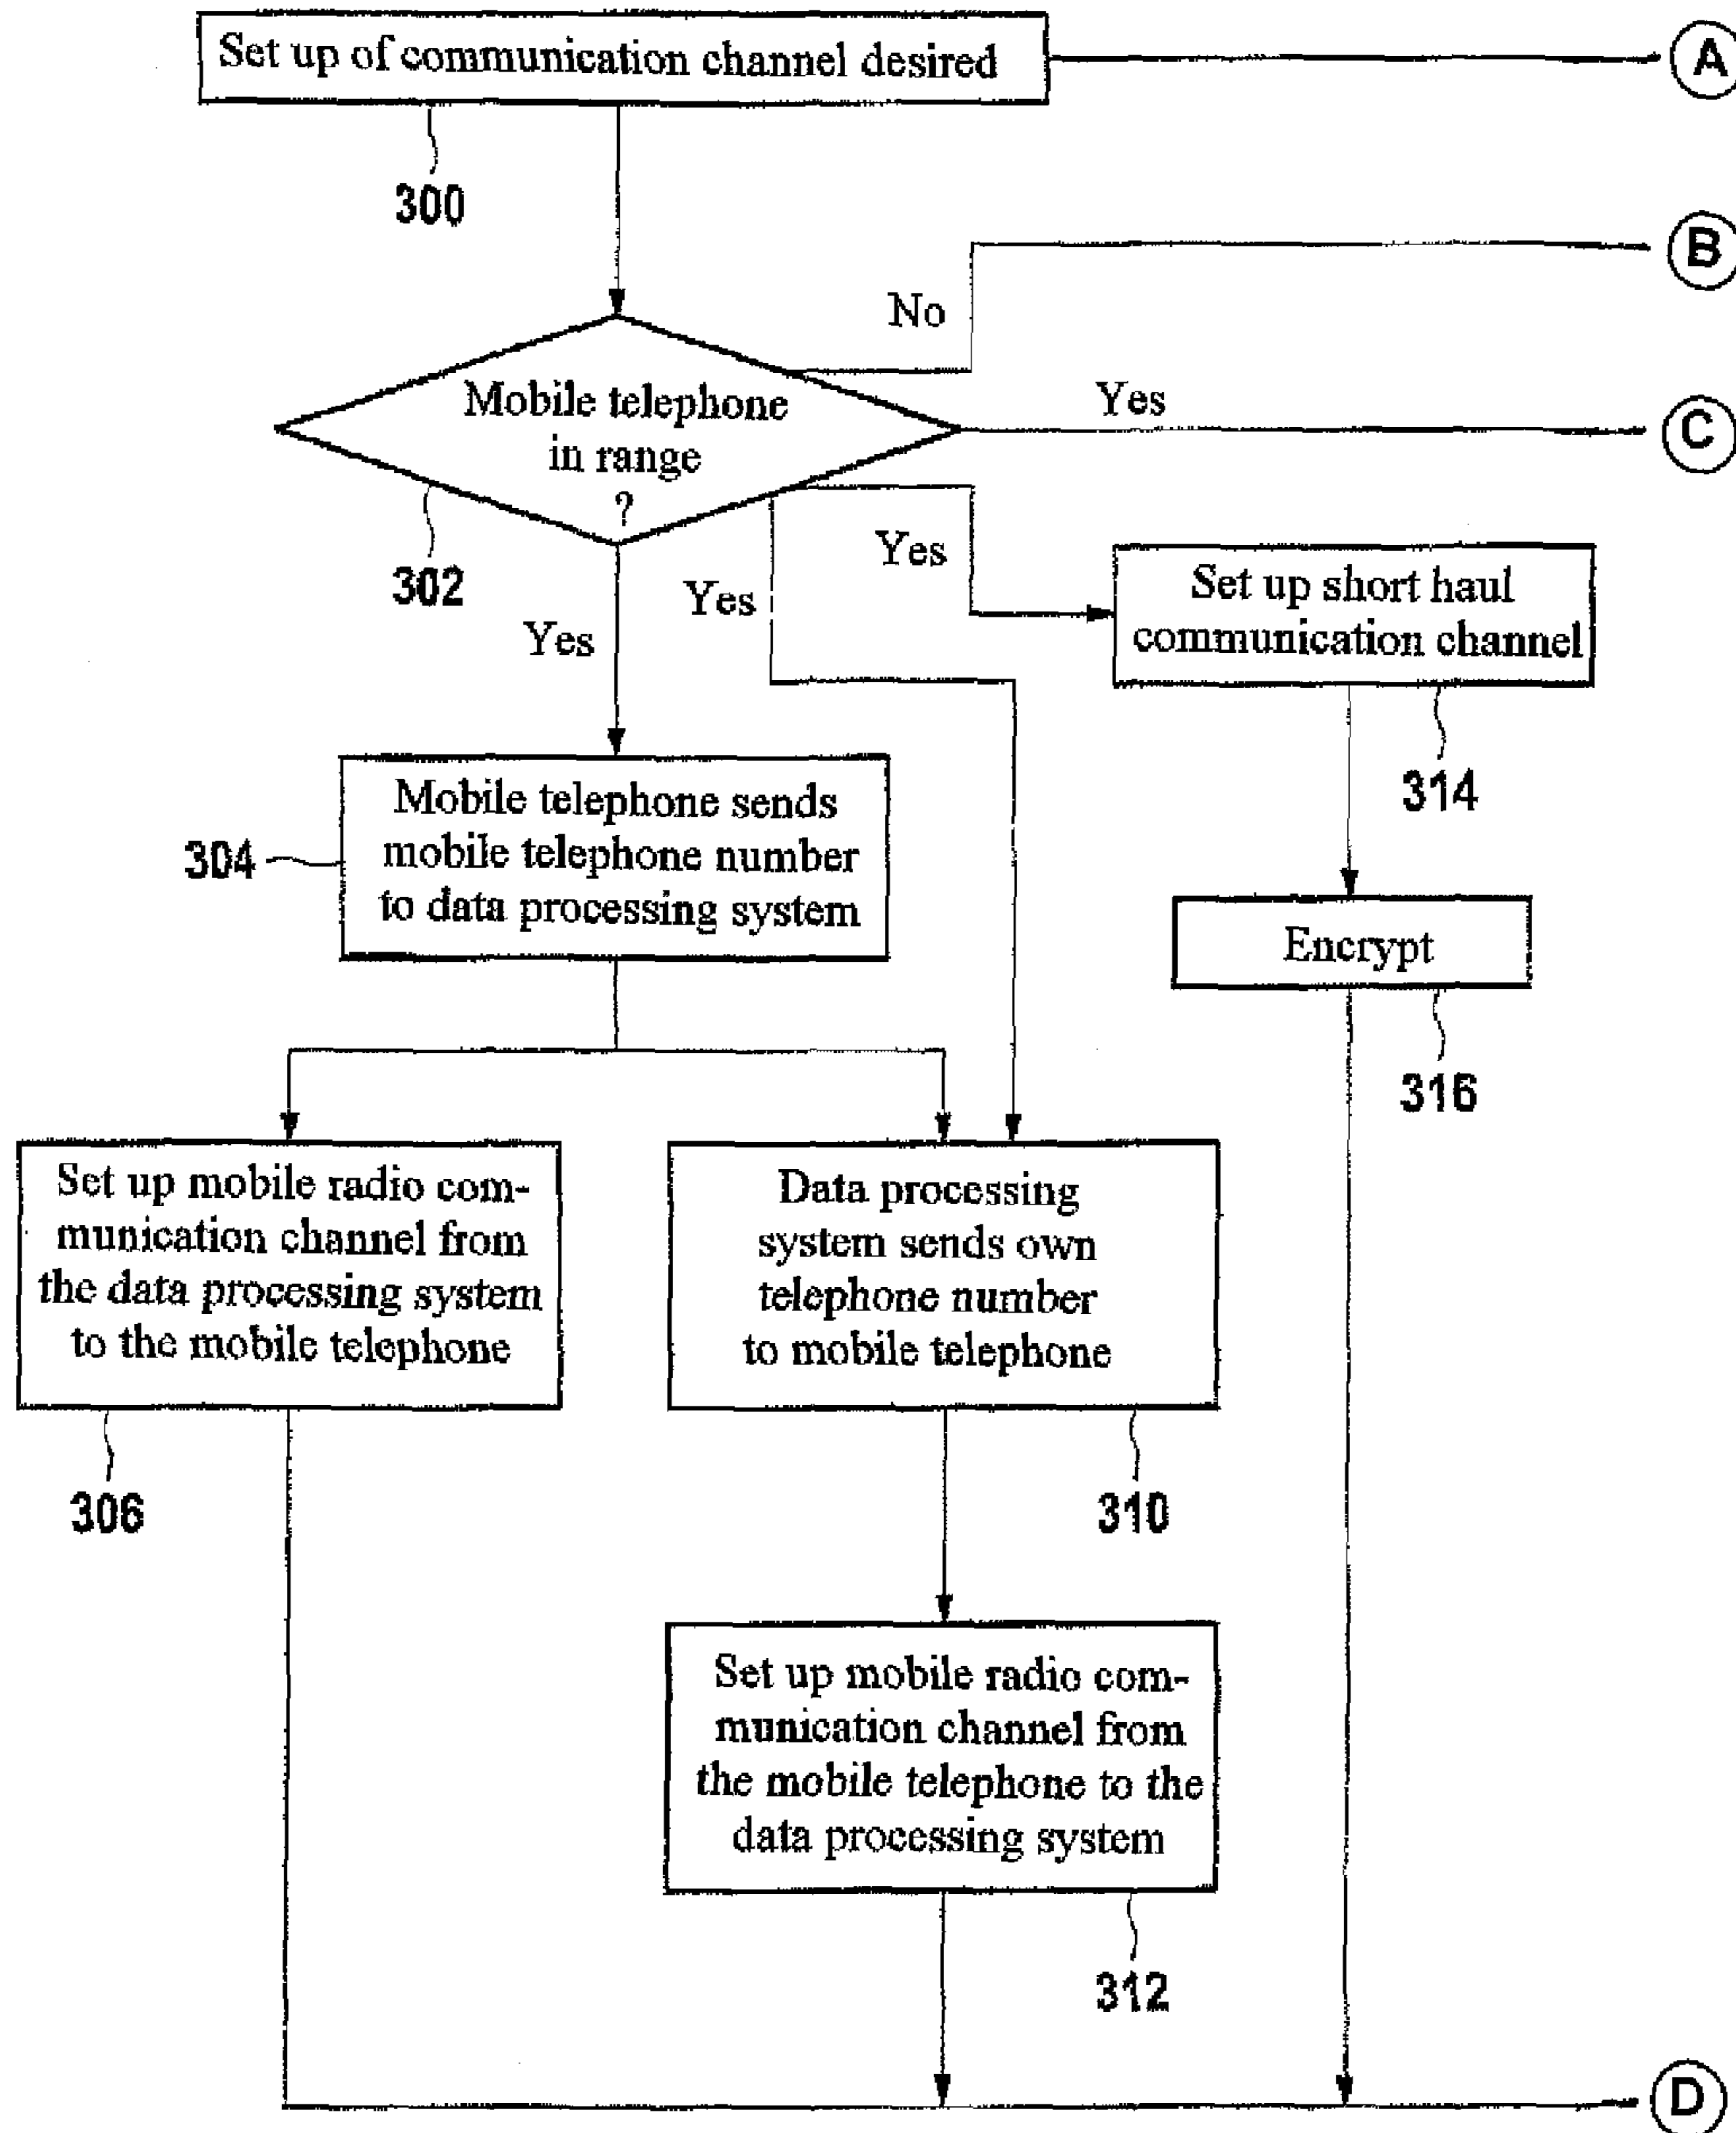 Set up of communication channel desired
A
300
B
No
Mobile telephone
in range
?
Yes
C
302
Yes
Yes
Yes
Set up short haul
communication channel
314
Mobile telephone sends
mobile telephone number
to data processing system
304
Encrypt
316
Set up mobile radio com-
munication channel from
the data processing system
to the mobile telephone
306
Data processing
system sends own
telephone number
to mobile telephone
310
Set up mobile radio com-
munication channel from
the mobile telephone to the
data processing system
312
D